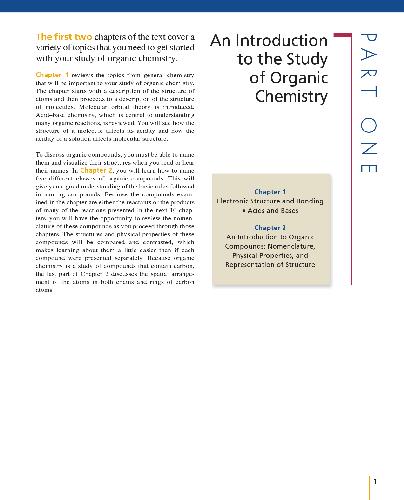 The first two chapters of the text cover a
variety of topics that you need to get started
with your study of organic chemistry.
Chapter 1 reviews the topics from general chemistry
that will be important to your study of organic chemistry.
The chapter starts with a description of the structure of
atoms and then proceeds to a description of the structure
of molecules. Molecular orbital theory is introduced.
Acid–base chemistry, which is central to understanding
many organic reactions, is reviewed. You will see how the
structure of a molecule affects its acidity and how the
acidity of a solution affects molecular structure.
To discuss organic compounds, you must be able to name
them and visualize their structures when you read or hear
their names. In Chapter 2, you will learn how to name
five different classes of organic compounds. This will
give you a good understanding of the basic rules followed
in naming compounds. Because the compounds exam-
ined in the chapter are either the reactants or the products
of many of the reactions presented in the next 10 chap-
ters, you will have the opportunity to review the nomen-
clature of these compounds as you proceed through those
chapters. The structures and physical properties of these
compounds will be compared and contrasted, which
makes learning about them a little easier than if each
compound were presented separately. Because organic
chemistry is a study of compounds that contain carbon,
the last part of Chapter 2 discusses the spatial arrange-
ment of the atoms in both chains and rings of carbon
atoms.
An Introduction
to the Study
of Organic
Chemistry
PART ONE
Chapter 1
Electronic Structure and Bonding
• Acids and Bases
Chapter 2
An Introduction to Organic
Compounds: Nomenclature,
Physical Properties, and
Representation of Structure
1